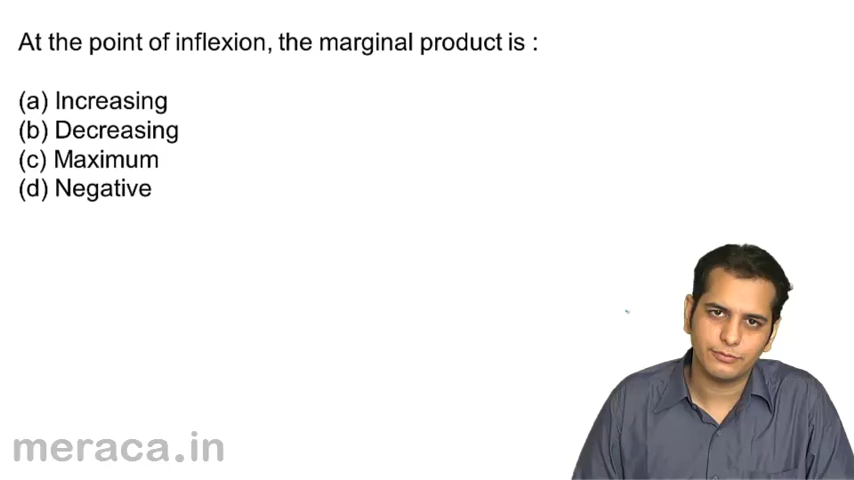 At the point of inflexion, the marginal product is :
(a) Increasing
(b) Decreasing
(c) Maximum
(d) Negative
meraca.in